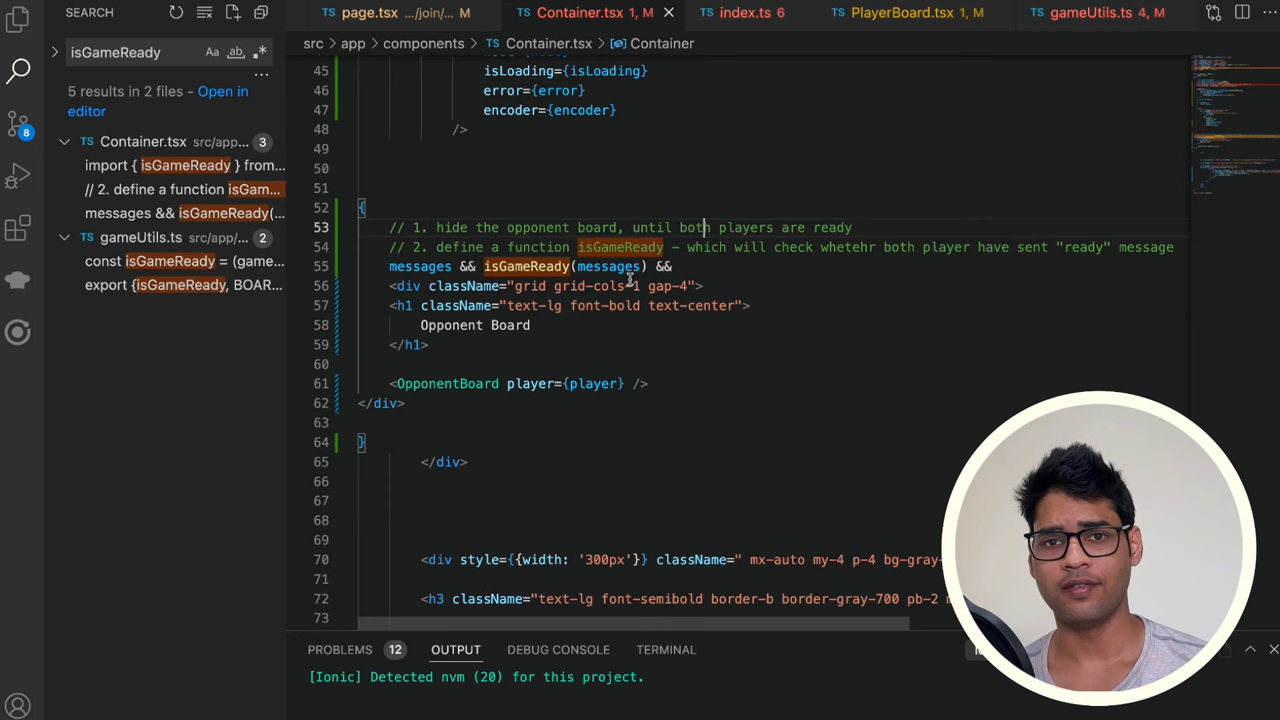 SEARCH
isGameReady
Aa
ab
5 results in 2 files - Open in
editor
Container.tsx src/app/... 3
import { isGameReady } from...
// 2. define a function isGam...
messages && isGameReady(...
gameUtils.ts src/app/... 2
const isGameReady = (game...
export {isGameReady, BOAR...
8
page.tsx .../join/... M
Container.tsx 1, M
index.ts 6
PlayerBoard.tsx 1, M
gameUtils.ts 4, M
src > app > components > Container.tsx > Container
45 isLoading={isLoading}
46 error={error}
47 encoder={encoder}
48 />
49
50
51
52 {
53 // 1. hide the opponent board, until both players are ready
54 // 2. define a function isGameReady - which will check whetehr both player have sent "ready" message
55 messages && isGameReady(messages) &&
56 <div className="grid grid-cols-1 gap-4">
57 <h1 className="text-lg font-bold text-center">
58 Opponent Board
59 </h1>
60
61 <OpponentBoard player={player} />
62 </div>
63
64 }
65 </div>
66
67
68
69
70 <div style={{width: '300px'}} className=" mx-auto my-4 p-4 bg-gray-
71
72 <h3 className="text-lg font-semibold border-b border-gray-700 pb-2
73
PROBLEMS 12 OUTPUT DEBUG CONSOLE TERMINAL
[Ionic] Detected nvm (20) for this project.